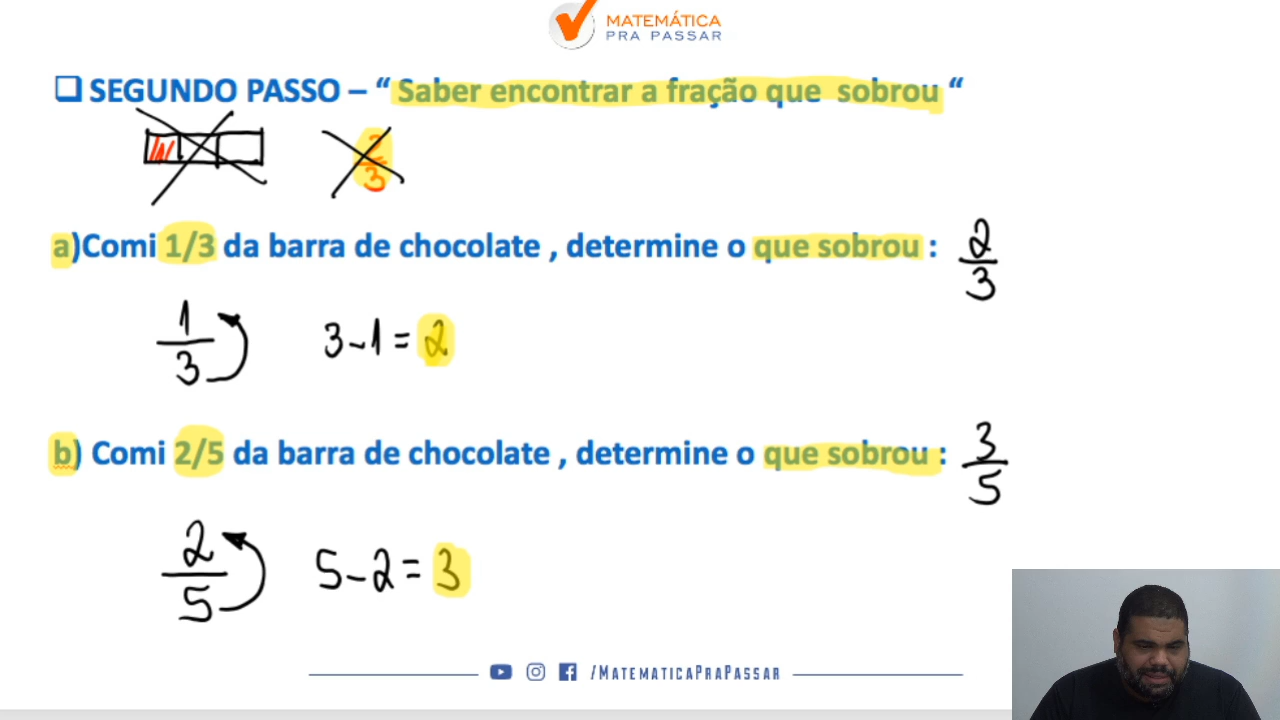 MATEMÁTICA
PRA PASSAR
SEGUNDO PASSO – “ Saber encontrar a fração que sobrou “
2/3
a)Comi 1/3 da barra de chocolate , determine o que sobrou : 2/3
1/3 3-1=2
b) Comi 2/5 da barra de chocolate , determine o que sobrou : 3/5
2/5 5-2=3
/MATEMATICAPRAPASSAR